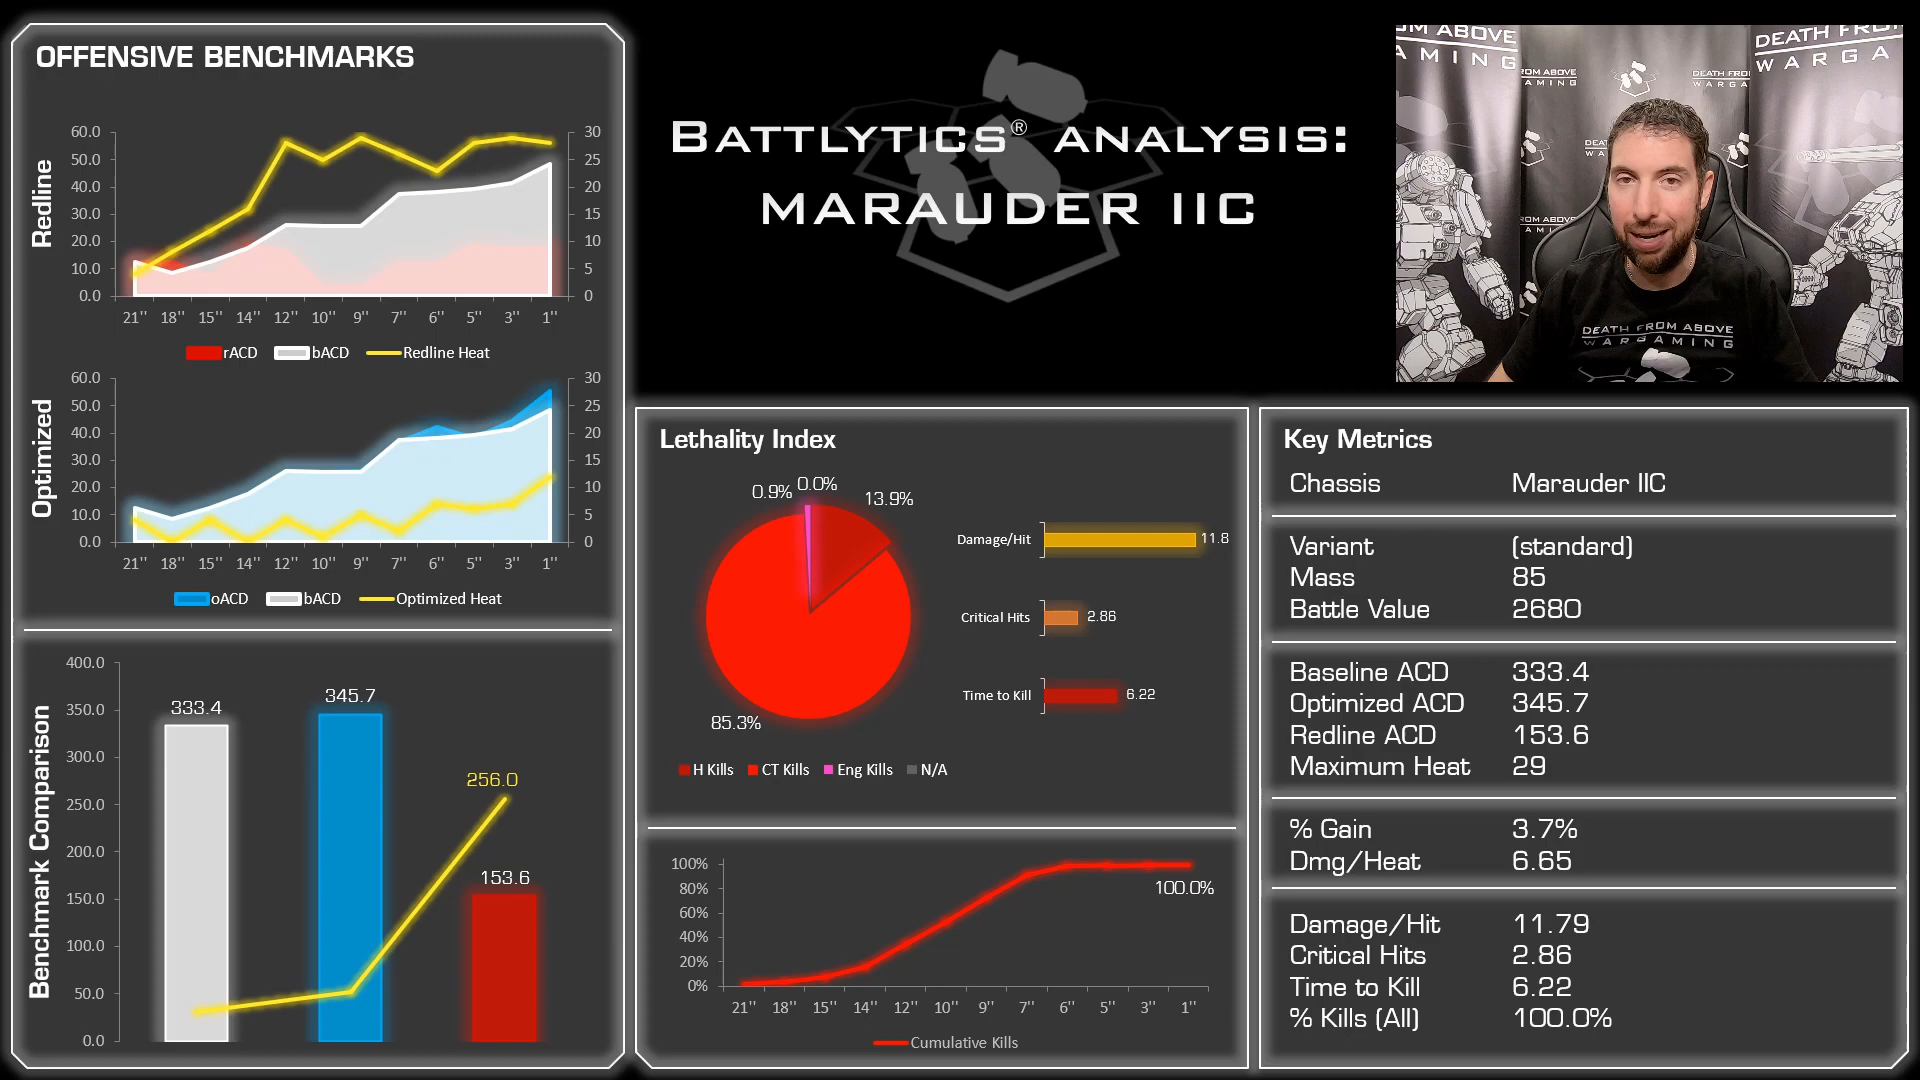 OFFENSIVE BENCHMARKS
Redline
60.0
50.0
40.0
30.0
20.0
10.0
0.0
30
25
20
15
10
5
0
21" 18" 15" 14" 12" 10" 9" 7" 6" 5" 3" 1"
rACD bACD Redline Heat
Optimized
60.0
50.0
40.0
30.0
20.0
10.0
0.0
30
25
20
15
10
5
0
21" 18" 15" 14" 12" 10" 9" 7" 6" 5" 3" 1"
oACD bACD Optimized Heat
Benchmark Comparison
400.0
350.0
300.0
250.0
200.0
150.0
100.0
50.0
0.0
333.4
345.7
256.0
153.6
BATTLYTICS® ANALYSIS:
MARAUDER IIC
OM ABOVE
AMING
ROM ABOVE
AMING
DEATH FROM
WARGA
DEATH FRO
WARGA
DEATH FROM ABOVE
WARGAMING
Lethality Index
0.9% 0.0%
13.9%
85.3%
H Kills CT Kills Eng Kills N/A
Damage/Hit 11.8
Critical Hits 2.86
Time to Kill 6.22
100%
80%
60%
40%
20%
0%
100.0%
21" 18" 15" 14" 12" 10" 9" 7" 6" 5" 3" 1"
Cumulative Kills
Key Metrics
Chassis Marauder IIC
Variant (standard)
Mass 85
Battle Value 2680
Baseline ACD 333.4
Optimized ACD 345.7
Redline ACD 153.6
Maximum Heat 29
% Gain 3.7%
Dmg/Heat 6.65
Damage/Hit 11.79
Critical Hits 2.86
Time to Kill 6.22
% Kills (All) 100.0%